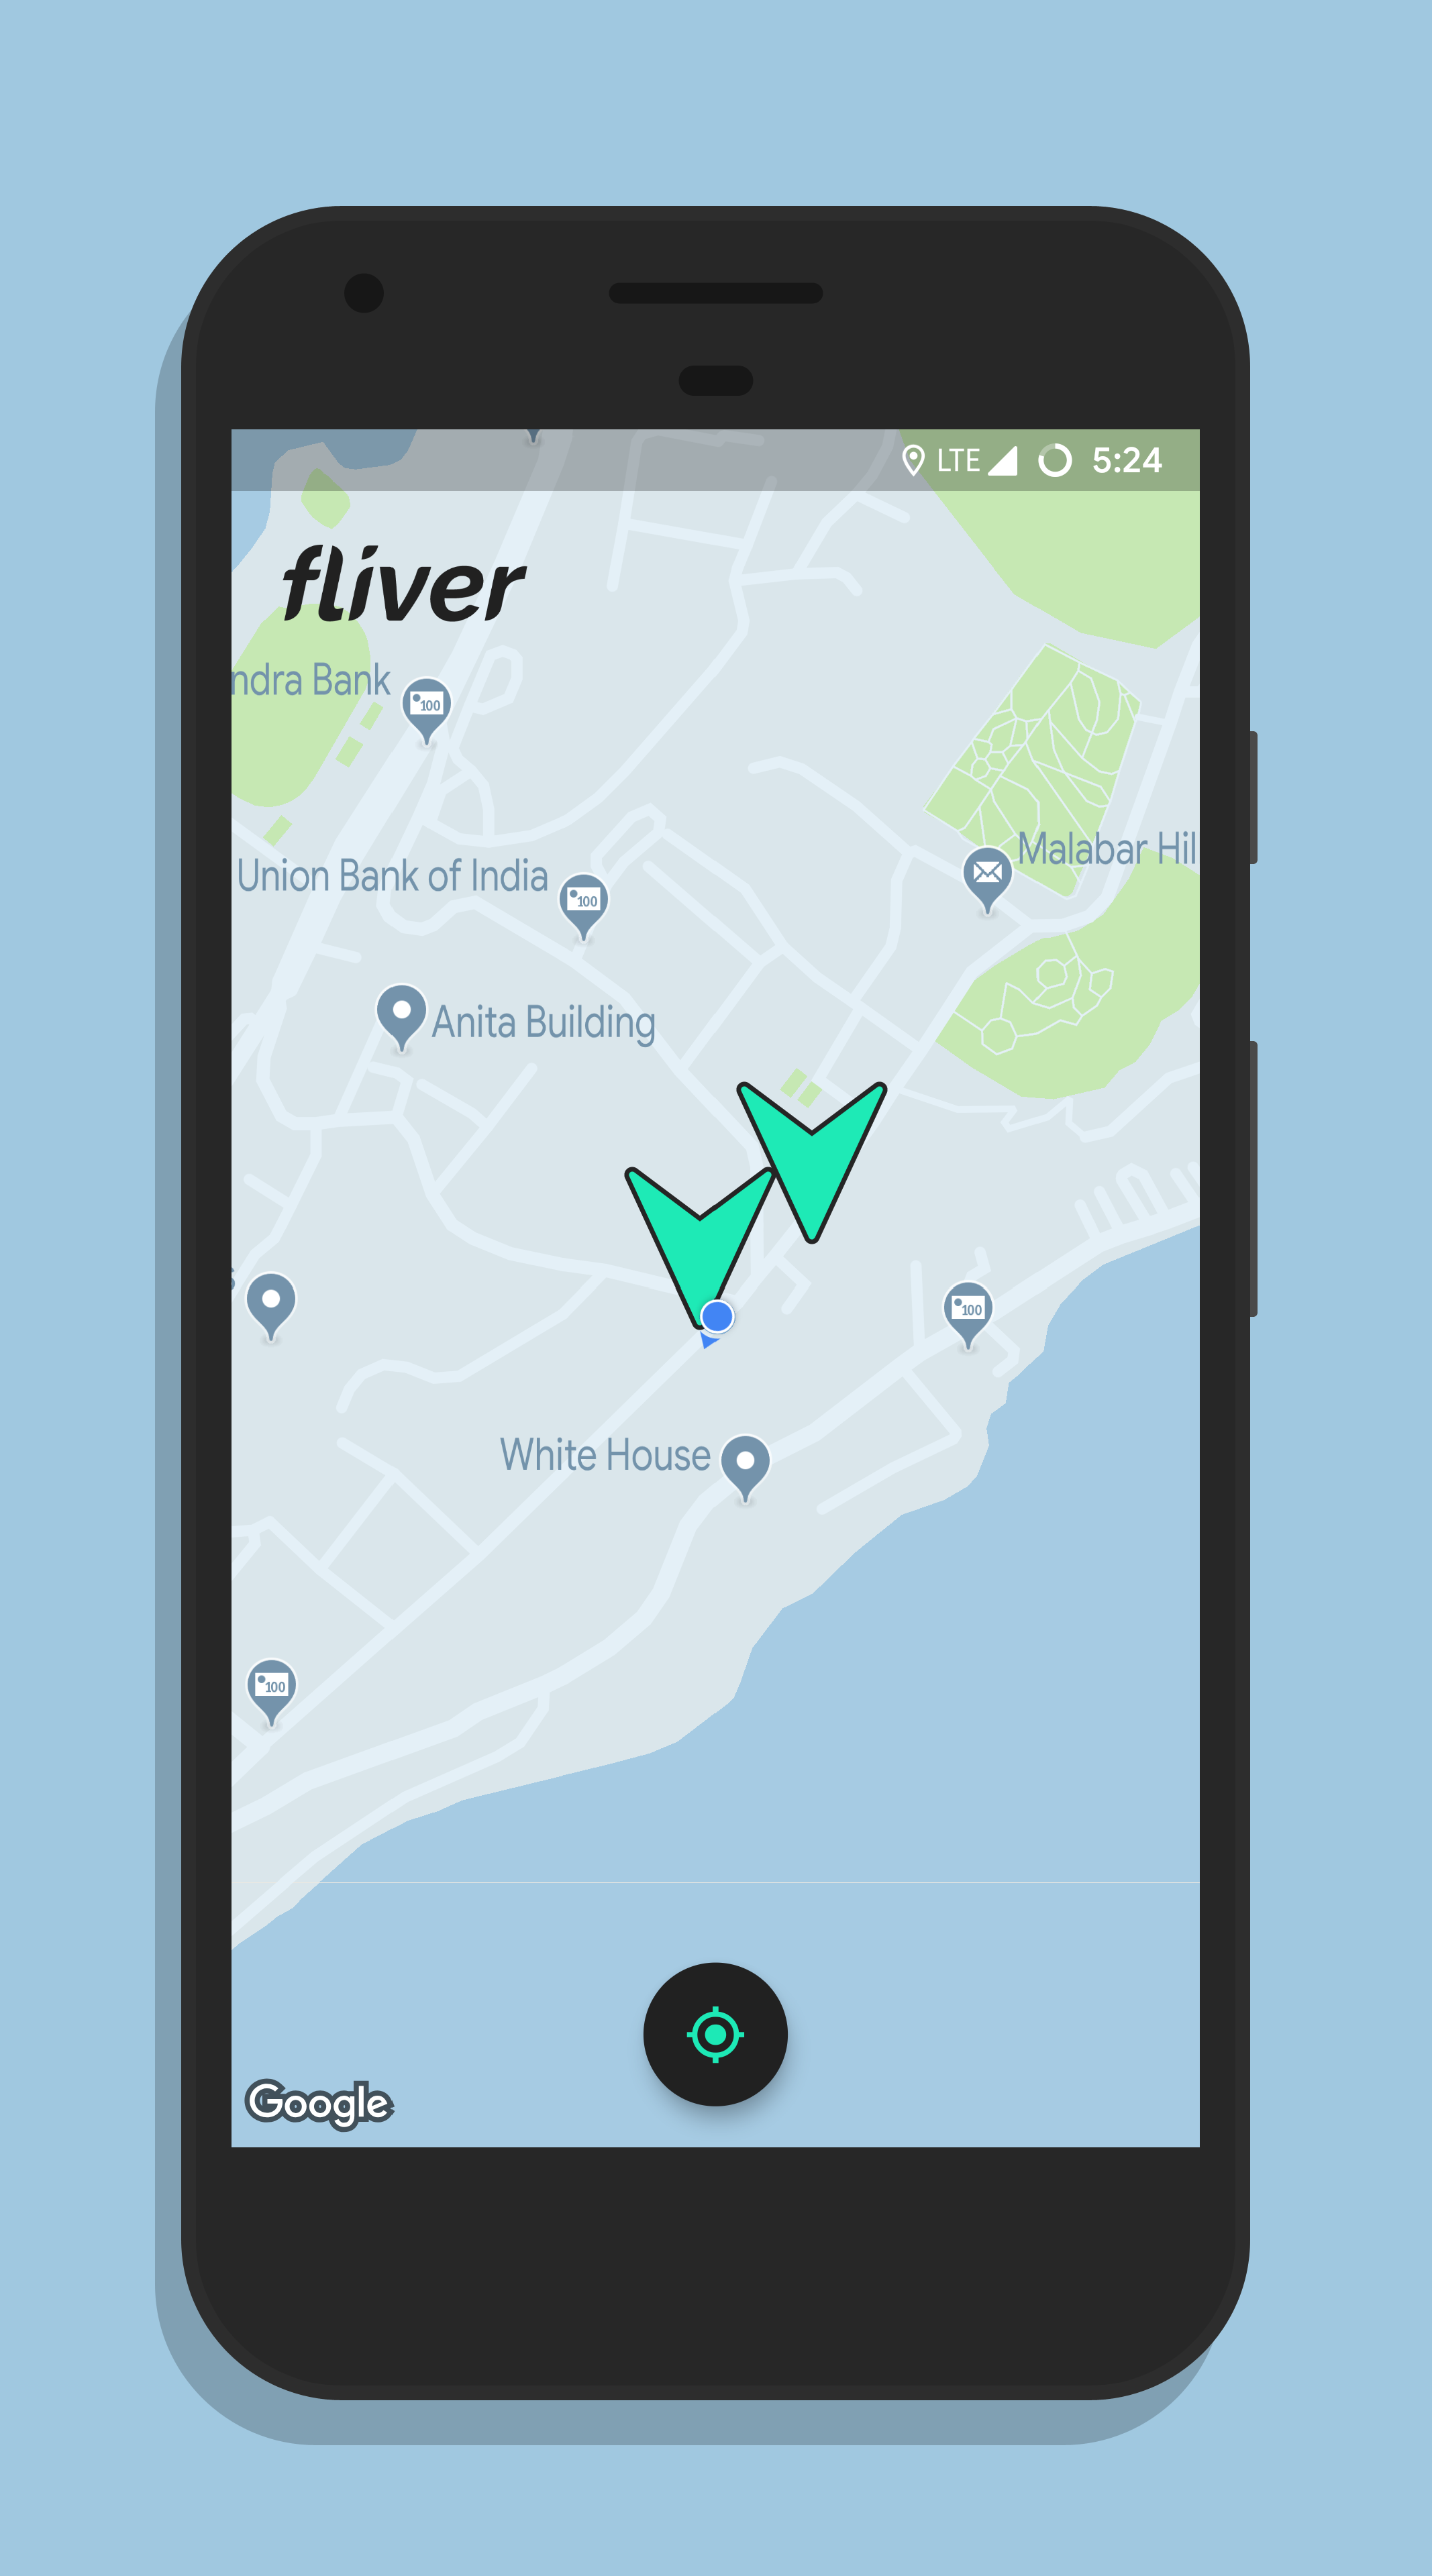 LTE 5:24
fliver
ndra Bank
100
Malabar Hil
Union Bank of India
100
Anita Building
s
100
White House
100
Google